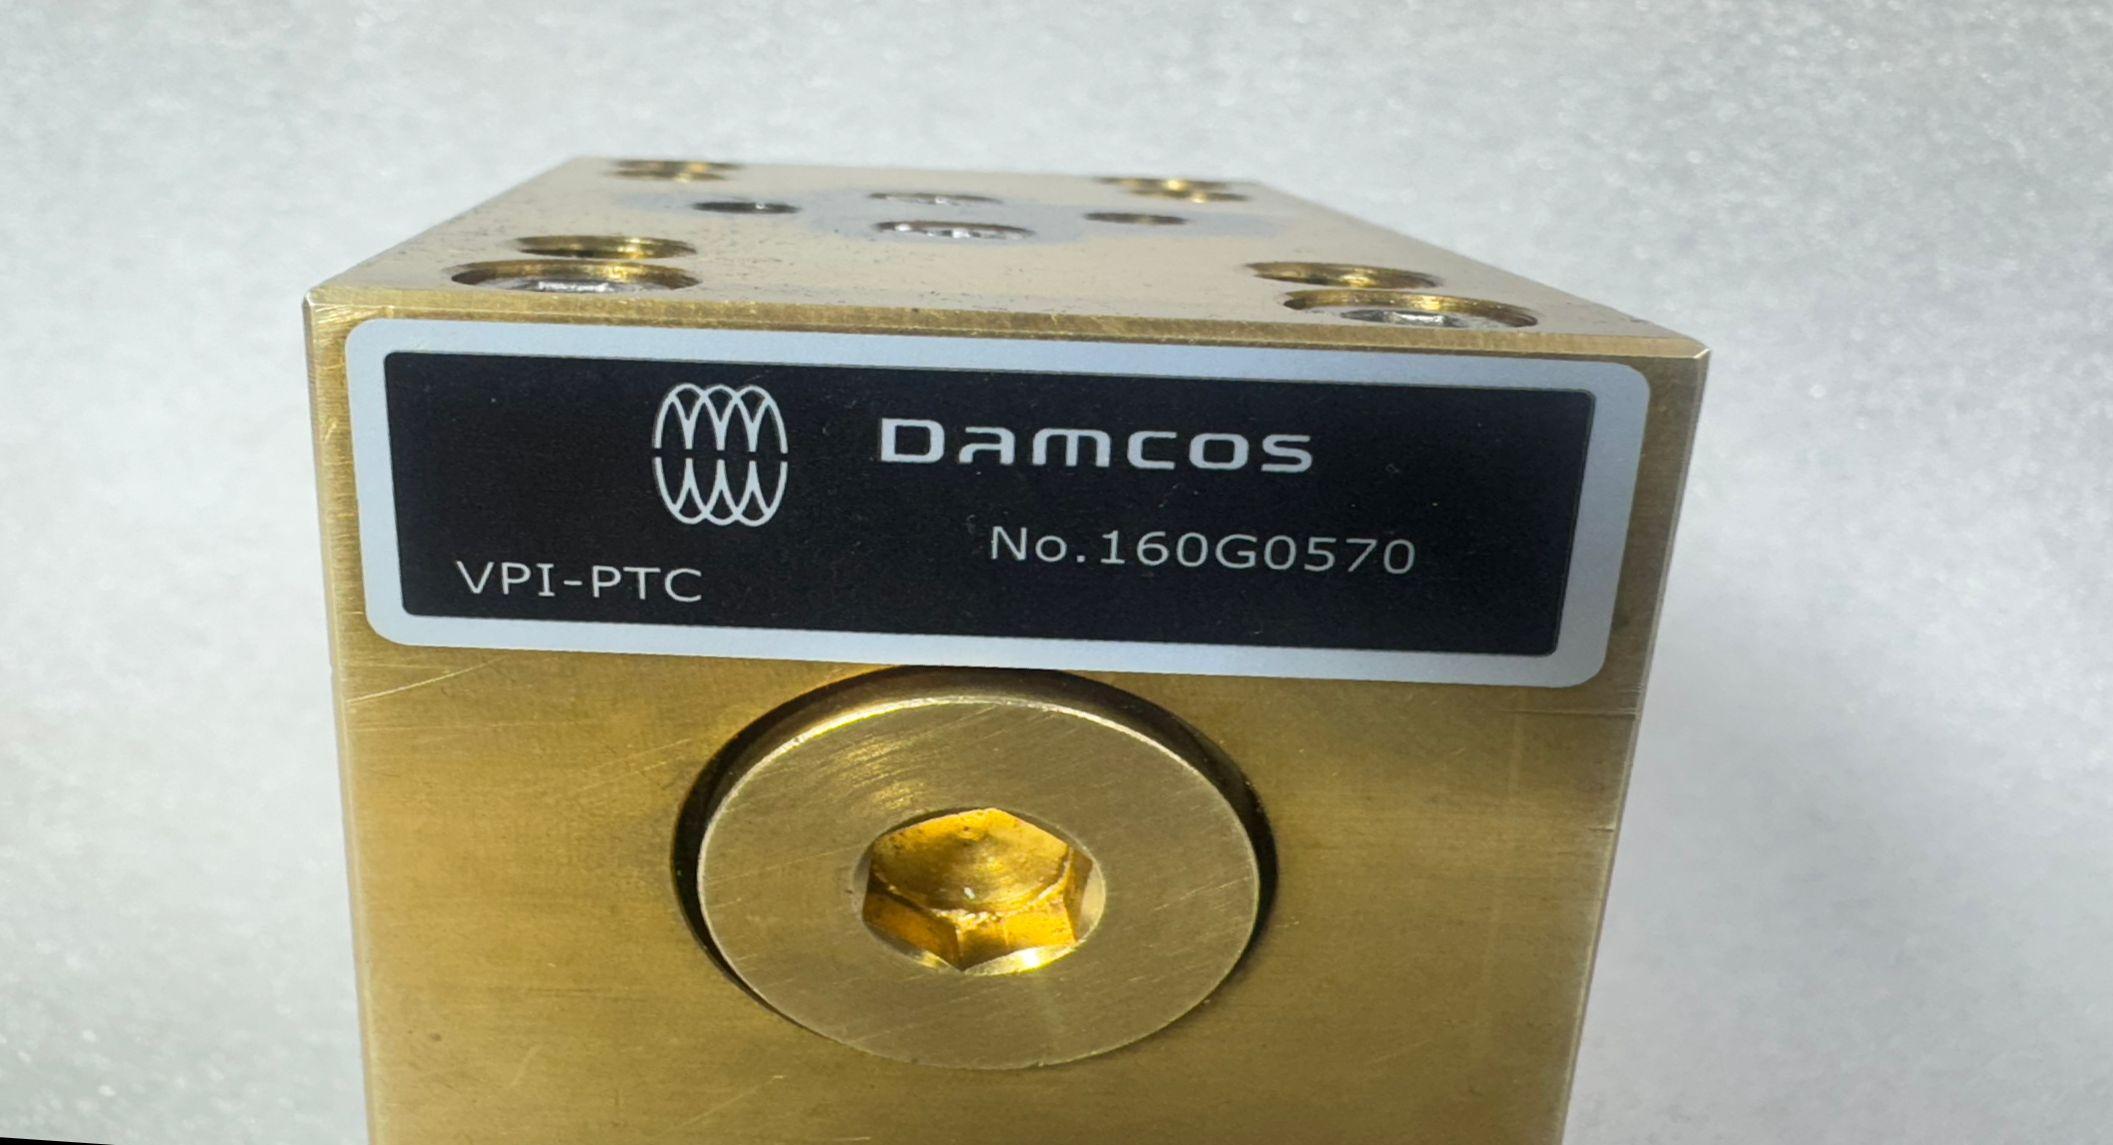 Damcos
No.160G0570
VPI-PTC